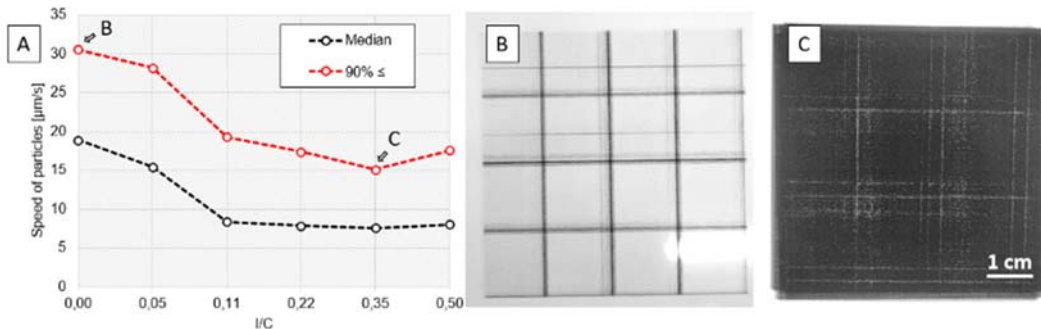 A
35
30
25
20
15
10
5
0
Speed of particles [µm/s]
B
C
Median
90% ≤
0,00
0,05
0,11
0,22
0,35
0,50
I/C
B
C
1 cm